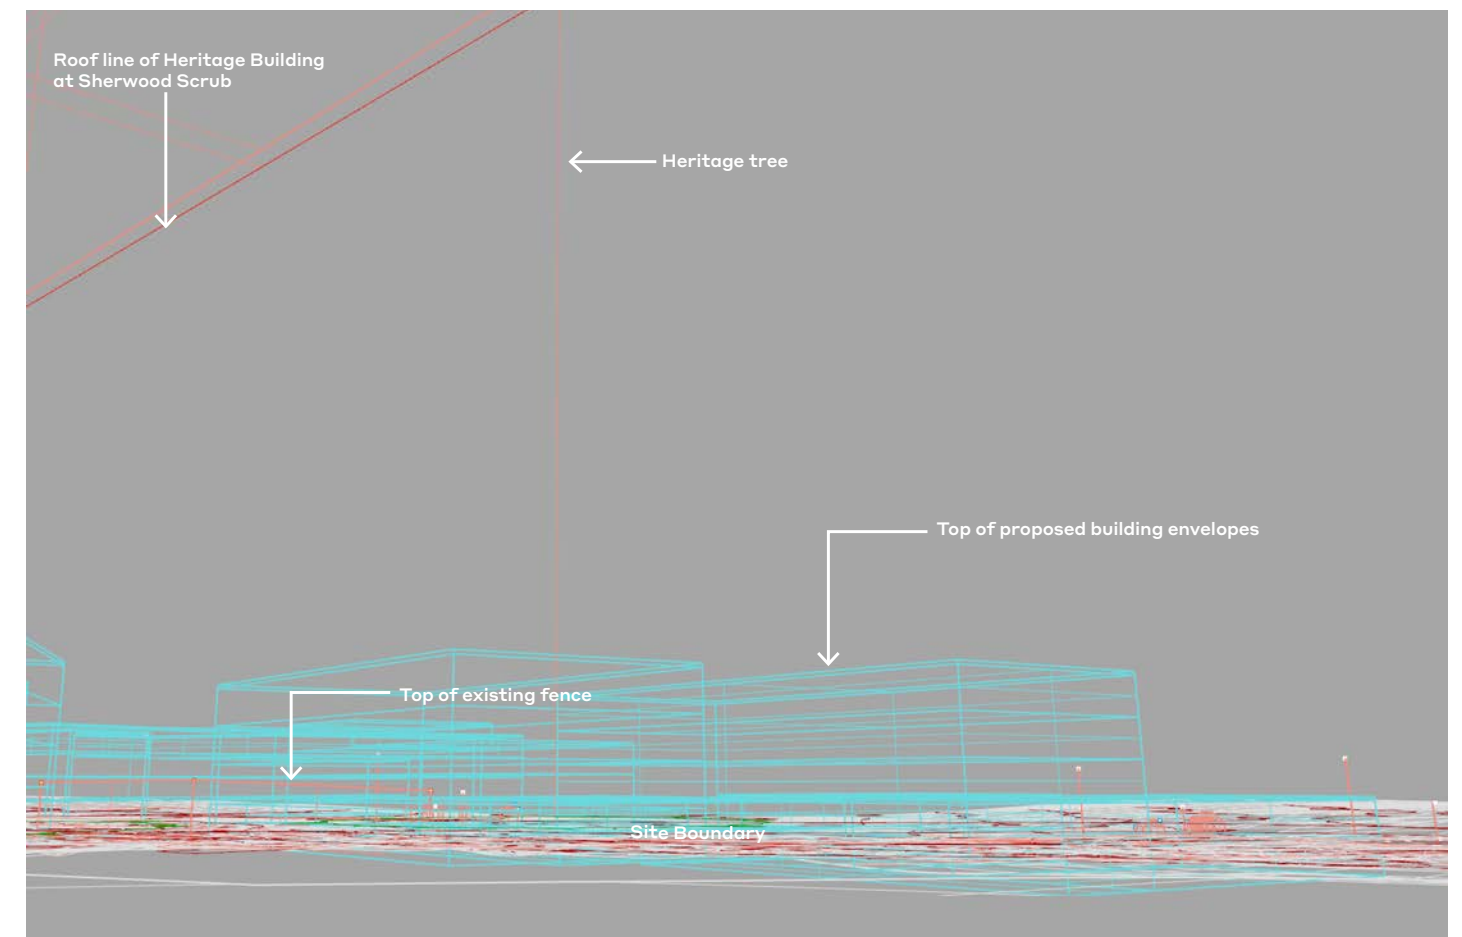 Roof line of Heritage Building
at Sherwood Scrub
Heritage tree
Top of proposed building envelopes
Top of existing fence
Site Boundary